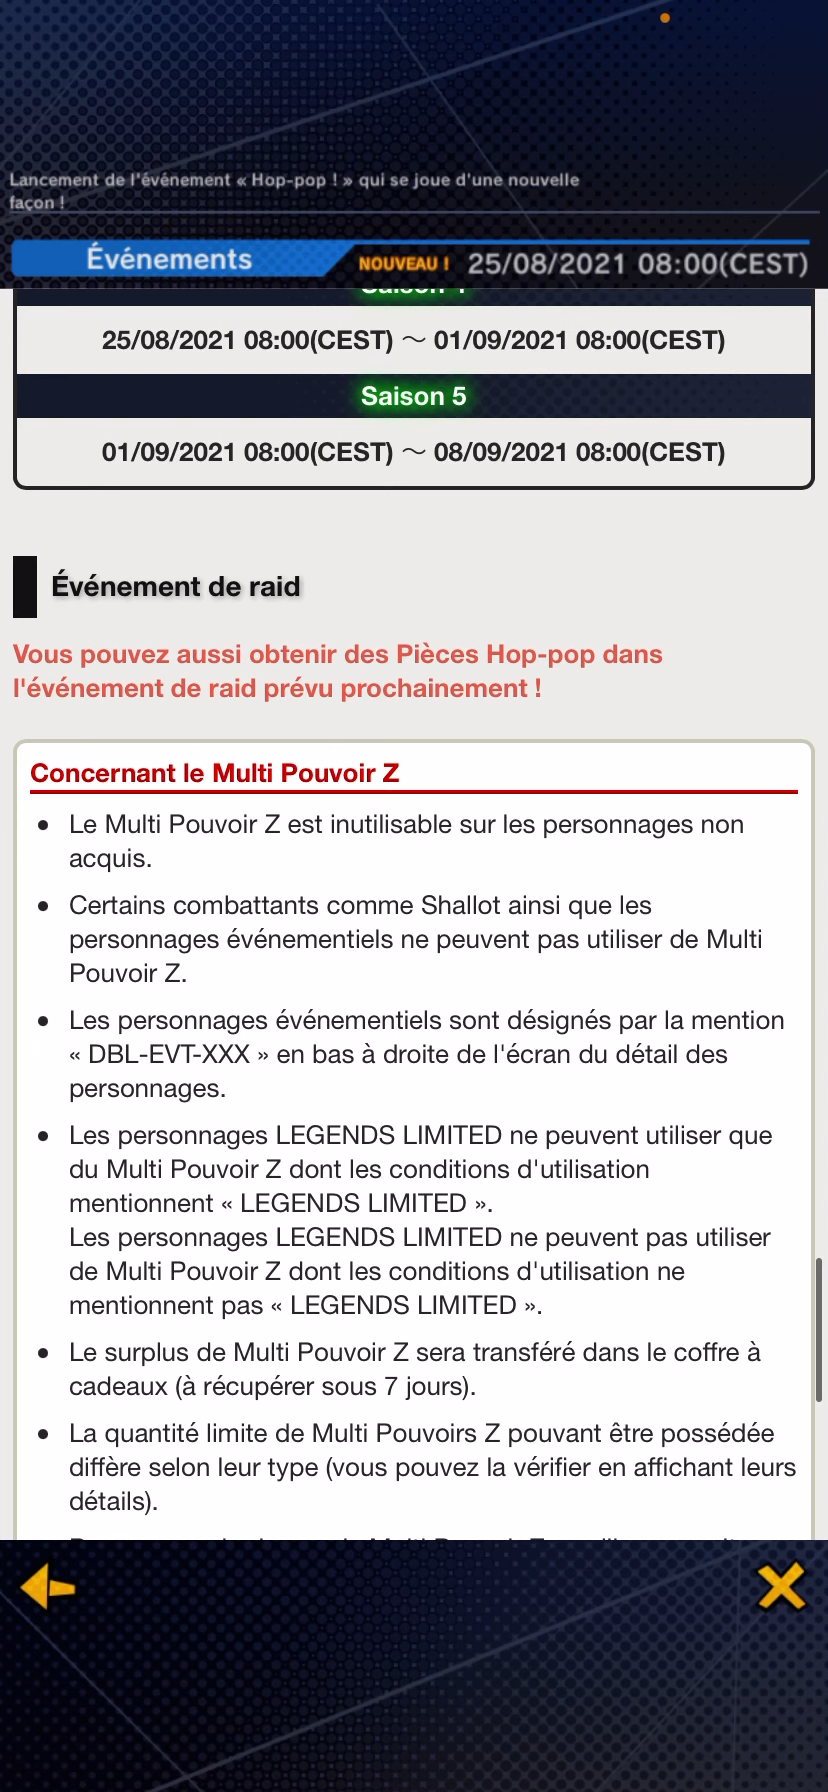 Lancement de l'événement « Hop-pop ! » qui se joue d'une nouvelle
façon !
Événements NOUVEAU ! 25/08/2021 08:00(CEST)
25/08/2021 08:00(CEST) ～ 01/09/2021 08:00(CEST)
Saison 5
01/09/2021 08:00(CEST) ～ 08/09/2021 08:00(CEST)
Événement de raid
Vous pouvez aussi obtenir des Pièces Hop-pop dans
l'événement de raid prévu prochainement !
Concernant le Multi Pouvoir Z
• Le Multi Pouvoir Z est inutilisable sur les personnages non
acquis.
• Certains combattants comme Shallot ainsi que les
personnages événementiels ne peuvent pas utiliser de Multi
Pouvoir Z.
• Les personnages événementiels sont désignés par la mention
« DBL-EVT-XXX » en bas à droite de l'écran du détail des
personnages.
• Les personnages LEGENDS LIMITED ne peuvent utiliser que
du Multi Pouvoir Z dont les conditions d'utilisation
mentionnent « LEGENDS LIMITED ».
Les personnages LEGENDS LIMITED ne peuvent pas utiliser
de Multi Pouvoir Z dont les conditions d'utilisation ne
mentionnent pas « LEGENDS LIMITED ».
• Le surplus de Multi Pouvoir Z sera transféré dans le coffre à
cadeaux (à récupérer sous 7 jours).
• La quantité limite de Multi Pouvoirs Z pouvant être possédée
diffère selon leur type (vous pouvez la vérifier en affichant leurs
détails).